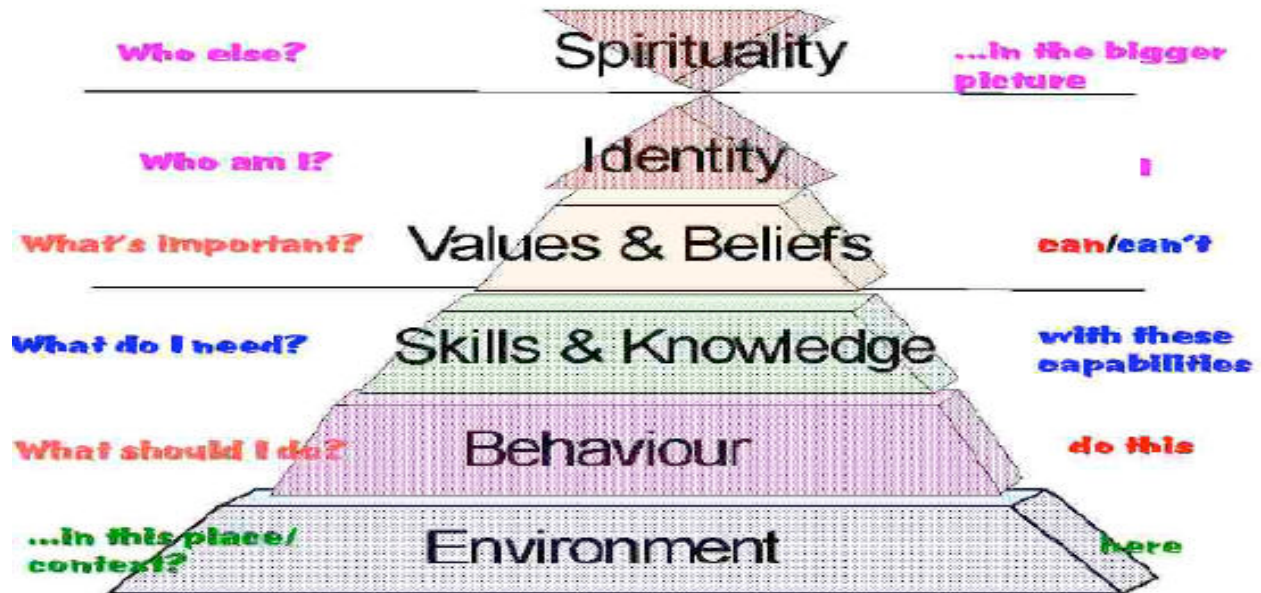 Who else?
Spirituality
...in the bigger
picture
Who am I?
Identity
I
What's important?
Values & Beliefs
can/can't
What do I need?
Skills & Knowledge
with these
capabilities
What should I do?
Behaviour
do this
...in this place/
context?
Environment
here